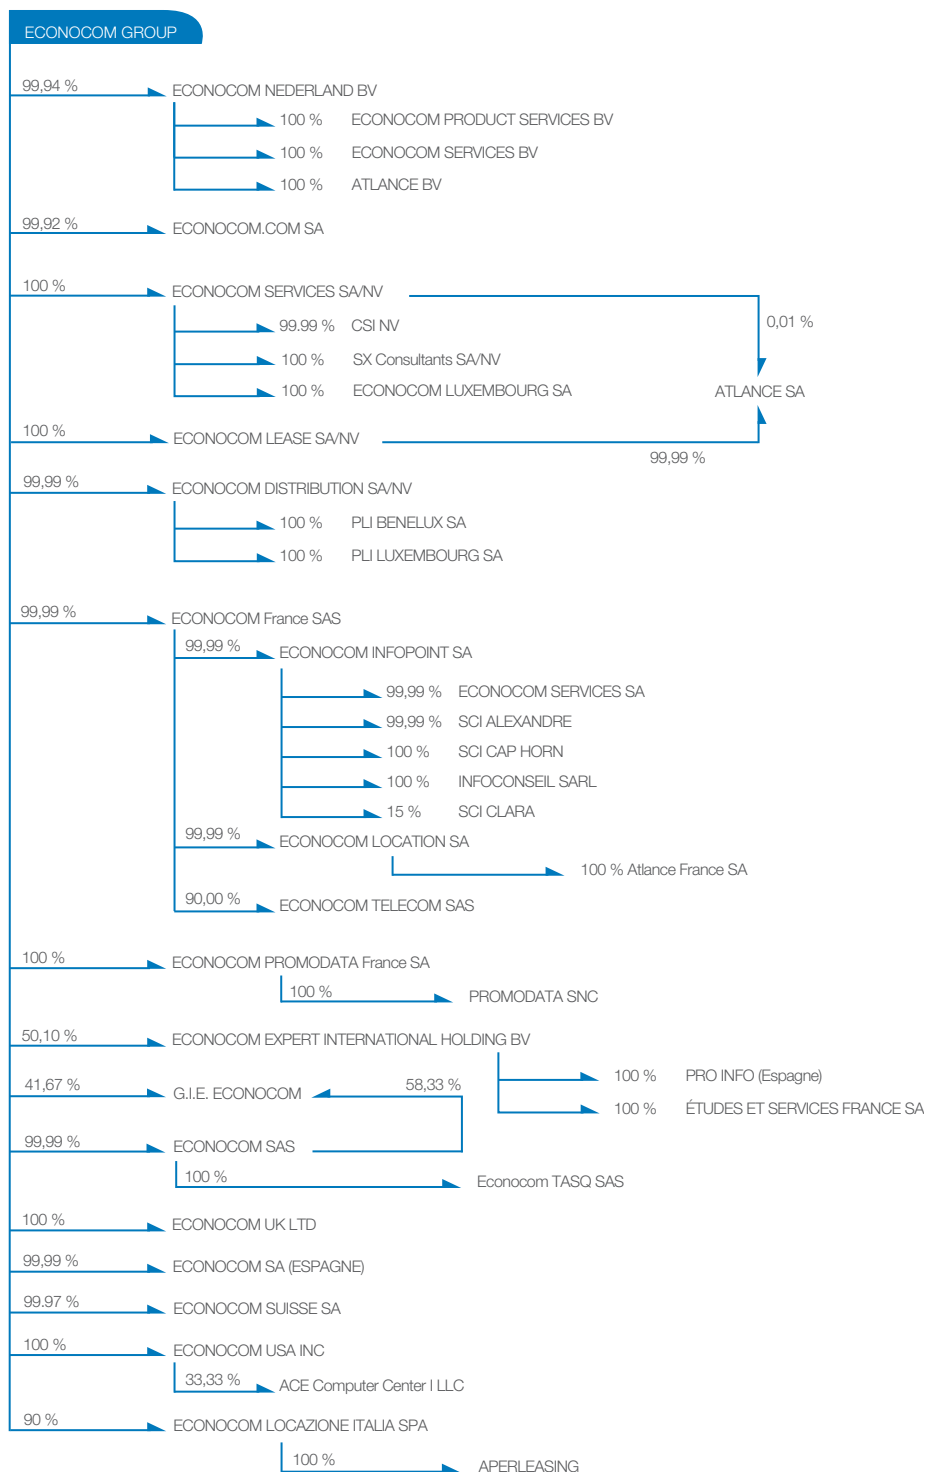 ECONOCOM GROUP
99,94 % ECONOCOM NEDERLAND BV
100 % ECONOCOM PRODUCT SERVICES BV
100 % ECONOCOM SERVICES BV
100 % ATLANCE BV
99,92 % ECONOCOM.COM SA
100 % ECONOCOM SERVICES SA/NV
0,01 %
99.99 % CSI NV
100 % SX Consultants SA/NV
100 % ECONOCOM LUXEMBOURG SA
ATLANCE SA
100 % ECONOCOM LEASE SA/NV
99,99 %
99,99 % ECONOCOM DISTRIBUTION SA/NV
100 % PLI BENELUX SA
100 % PLI LUXEMBOURG SA
99,99 % ECONOCOM France SAS
99,99 % ECONOCOM INFOPOINT SA
99,99 % ECONOCOM SERVICES SA
99,99 % SCI ALEXANDRE
100 % SCI CAP HORN
100 % INFOCONSEIL SARL
15 % SCI CLARA
99,99 % ECONOCOM LOCATION SA
100 % Atlance France SA
90,00 % ECONOCOM TELECOM SAS
100 % ECONOCOM PROMODATA France SA
100 % PROMODATA SNC
50,10 % ECONOCOM EXPERT INTERNATIONAL HOLDING BV
100 % PRO INFO (Espagne)
41,67 % G.I.E. ECONOCOM 58,33 %
100 % ÉTUDES ET SERVICES FRANCE SA
99,99 % ECONOCOM SAS
100 % Econocom TASQ SAS
100 % ECONOCOM UK LTD
99,99 % ECONOCOM SA (ESPAGNE)
99.97 % ECONOCOM SUISSE SA
100 % ECONOCOM USA INC
33,33 % ACE Computer Center I LLC
90 % ECONOCOM LOCAZIONE ITALIA SPA
100 % APERLEASING